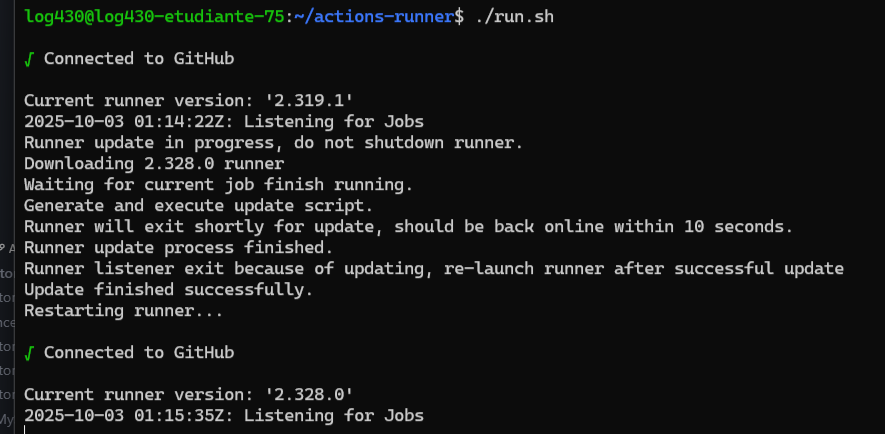 log430@log430-etudiante-75:~/actions-runner$ ./run.sh
√ Connected to GitHub
Current runner version: '2.319.1'
2025-10-03 01:14:22Z: Listening for Jobs
Runner update in progress, do not shutdown runner.
Downloading 2.328.0 runner
Waiting for current job finish running.
Generate and execute update script.
Runner will exit shortly for update, should be back online within 10 seconds.
Runner update process finished.
Runner listener exit because of updating, re-launch runner after successful update
Update finished successfully.
Restarting runner...
√ Connected to GitHub
Current runner version: '2.328.0'
2025-10-03 01:15:35Z: Listening for Jobs